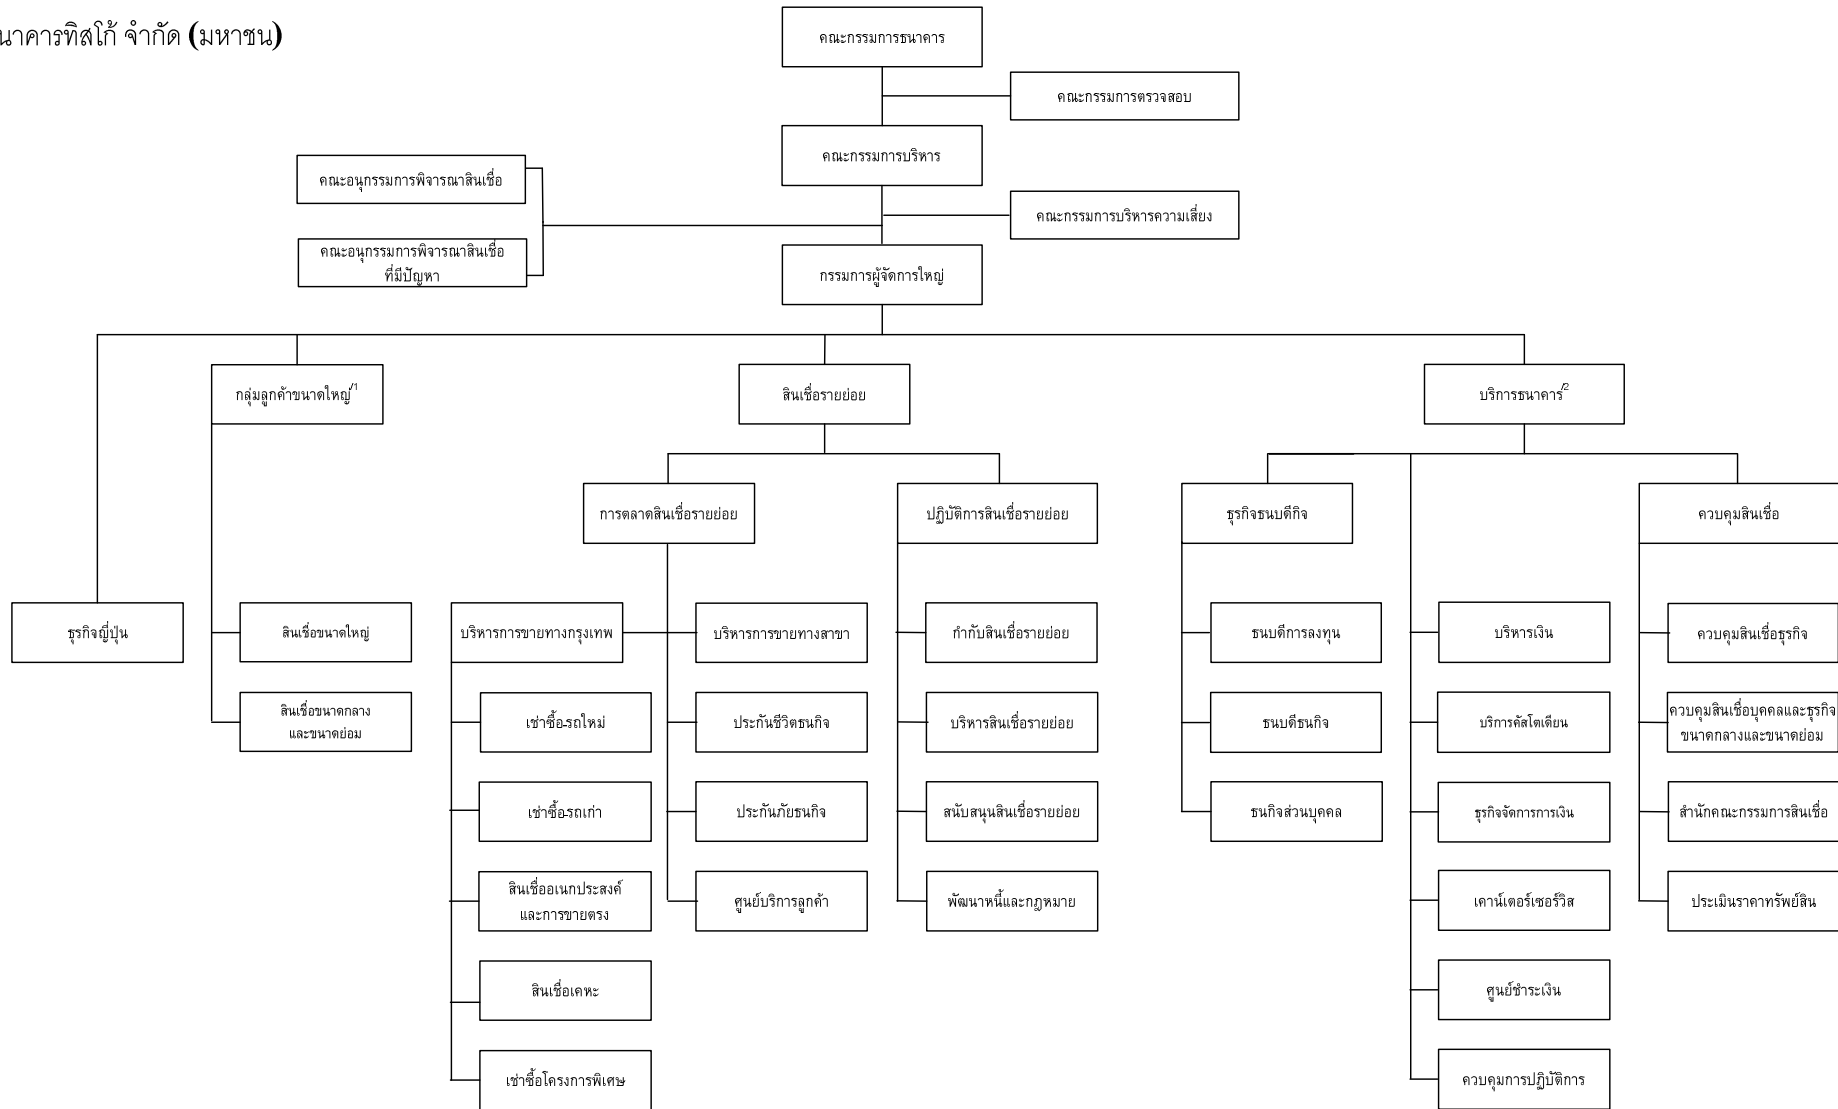 นาคารทิสโก้ จำกัด (มหาชน)
คณะกรรมการธนาคาร
คณะกรรมการตรวจสอบ
คณะกรรมการบริหาร
คณะอนุกรรมการพิจารณาสินเชื่อ
คณะกรรมการบริหารความเสี่ยง
คณะอนุกรรมการพิจารณาสินเชื่อ
ที่มีปัญหา
กรรมการผู้จัดการใหญ่
กลุ่มลูกค้าขนาดใหญ่/1
สินเชื่อรายย่อย
บริการธนาคาร/2
การตลาดสินเชื่อรายย่อย
ปฏิบัติการสินเชื่อรายย่อย
ธุรกิจธนบดีกิจ
ควบคุมสินเชื่อ
ธุรกิจญี่ปุ่น
สินเชื่อขนาดใหญ่
บริหารการขายทางกรุงเทพ
บริหารการขายทางสาขา
กำกับสินเชื่อรายย่อย
ธนบดีการลงทุน
บริหารเงิน
ควบคุมสินเชื่อธุรกิจ
สินเชื่อขนาดกลาง
และขนาดย่อม
เช่าซื้อ-รถใหม่
ประกันชีวิตธนกิจ
บริหารสินเชื่อรายย่อย
ธนบดีธนกิจ
บริการคัสโตเดียน
ควบคุมสินเชื่อบุคคลและธุรกิจ
ขนาดกลางและขนาดย่อม
เช่าซื้อ-รถเก่า
ประกันภัยธนกิจ
สนับสนุนสินเชื่อรายย่อย
ธนกิจส่วนบุคคล
ธุรกิจจัดการการเงิน
สำนักคณะกรรมการสินเชื่อ
สินเชื่ออเนกประสงค์
และการขายตรง
ศูนย์บริการลูกค้า
พัฒนาหนี้และกฎหมาย
เคาน์เตอร์เซอร์วิส
ประเมินราคาทรัพย์สิน
สินเชื่อเคหะ
ศูนย์ชำระเงิน
เช่าซื้อโครงการพิเศษ
ควบคุมการปฏิบัติการ